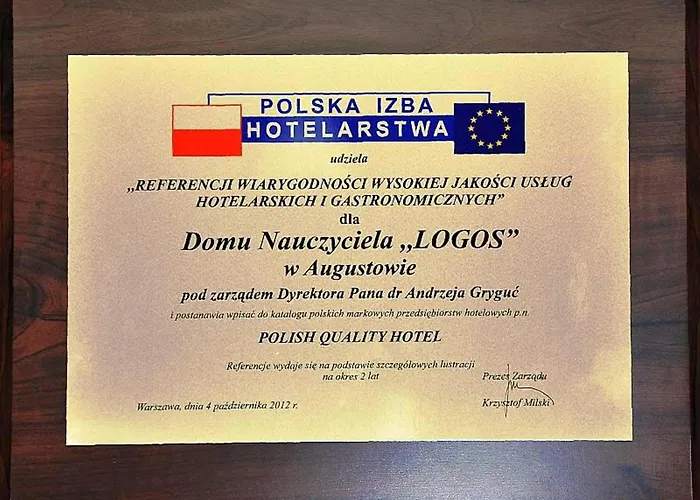 POLSKA IZBA
HOTELARSTWA
udziela
„REFERENCJI WIARYGODNOŚCI WYSOKIEJ JAKOŚCI USŁUG
HOTELARSKICH I GASTRONOMICZNYCH”
dla
Domu Nauczyciela „LOGOS”
w Augustowie
pod zarządem Dyrektora Pana dr Andrzeja Gryguć
i postanawia wpisać do katalogu polskich markowych przedsiębiorstw hotelowych p.n.
POLISH QUALITY HOTEL
Referencje wydaje się na podstawie szczegółowych lustracji
na okres 2 lat
Prezes Zarządu
Warszawa, dnia 4 października 2012 r.
Krzysztof Milski